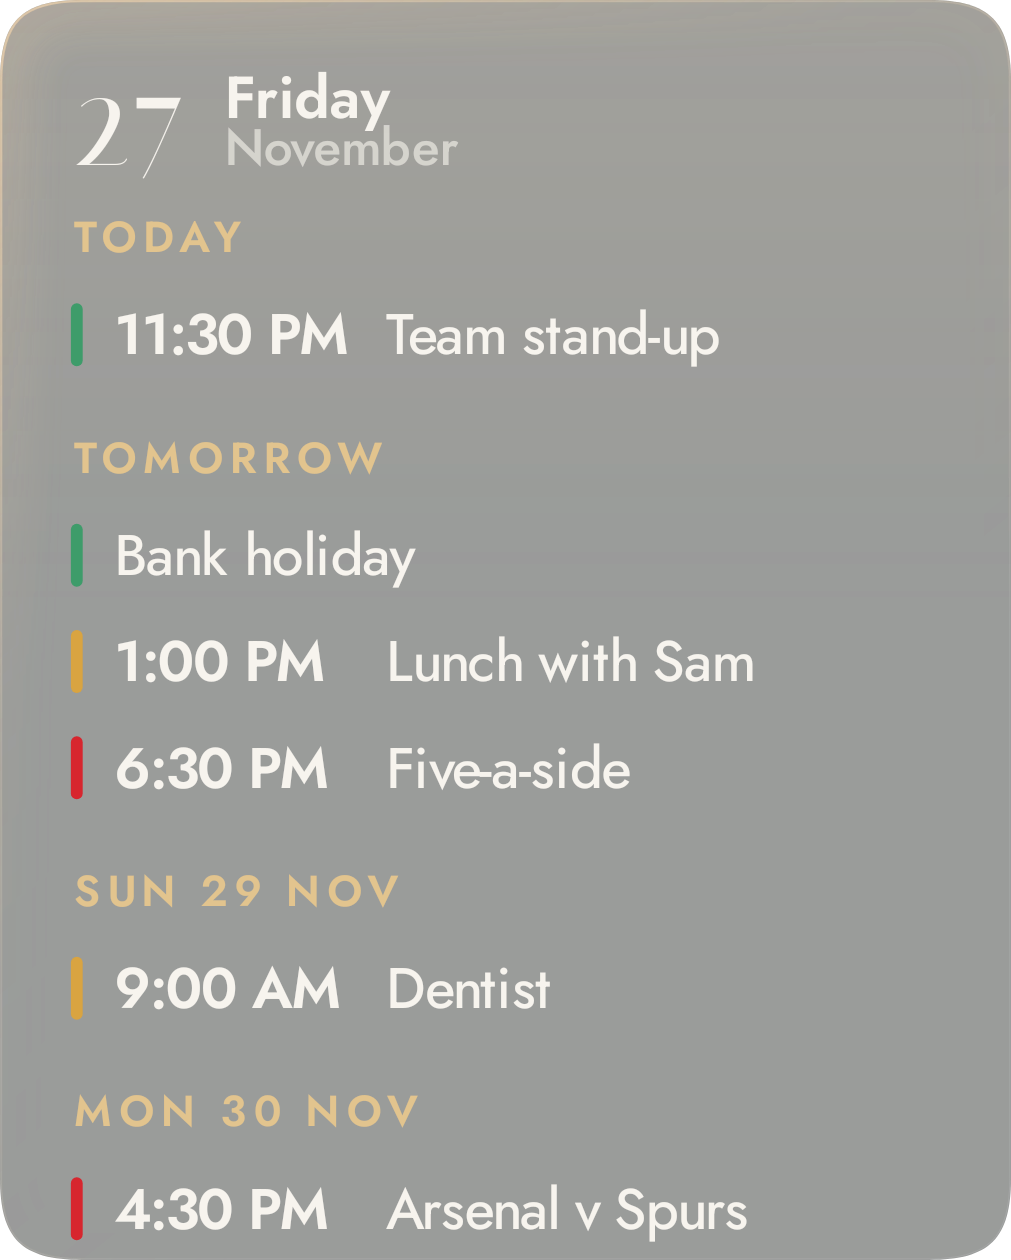 27 Friday
November
TODAY
11:30 PM Team stand-up
TOMORROW
Bank holiday
1:00 PM Lunch with Sam
6:30 PM Five-a-side
SUN 29 NOV
9:00 AM Dentist
MON 30 NOV
4:30 PM Arsenal v Spurs